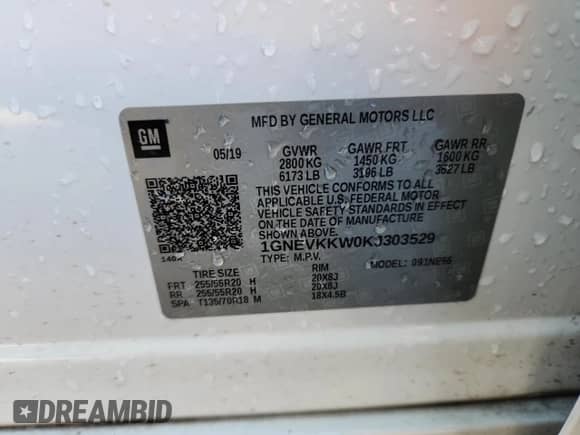 GM
MFD BY GENERAL MOTORS LLC
05/19 GVWR GAWR FRT GAWR RR
2800 KG 1450 KG 1600 KG
6173 LB 3196 LB 3527 LB
THIS VEHICLE CONFORMS TO ALL
APPLICABLE U.S. FEDERAL MOTOR
VEHICLE SAFETY STANDARDS IN EFFECT
ON THE DATE OF MANUFACTURE
SHOWN ABOVE.
1GNEVKKW0KJ303529
TYPE: M.P.V. MODEL:
TIRE SIZE RIM
FRT 255/55R20 H 20X8J
RR 255/55R20 H 20X8J
SPA T135/70R18 M 18X4.5B
DREAMBID